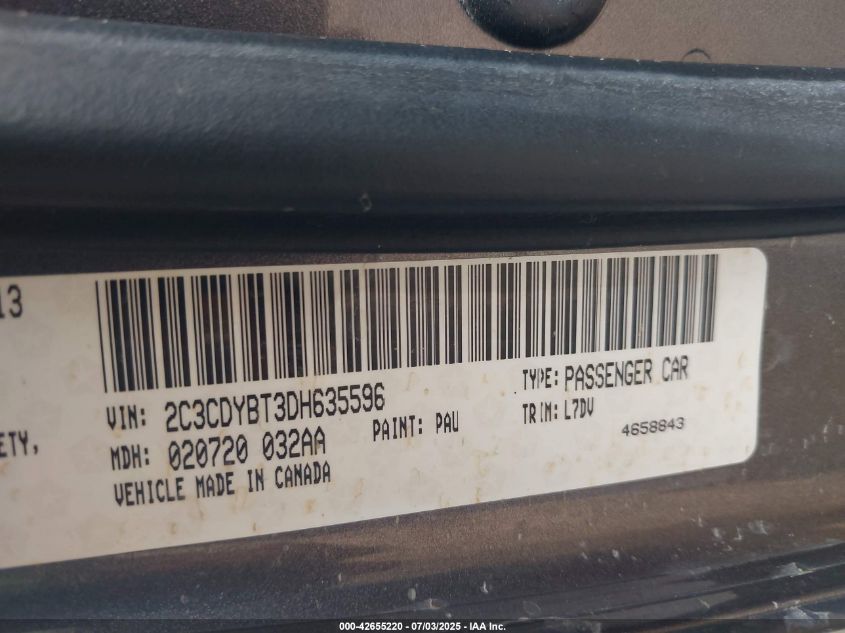 13
VIN: 2C3CDYBT3DH635596
TYPE: PASSENGER CAR
ETY,
MDH: 020720 032AA
PAINT: PAU
TRIM: L7DV
VEHICLE MADE IN CANADA
4658843
000-42655220 - 07/03/2025 - IAA Inc.